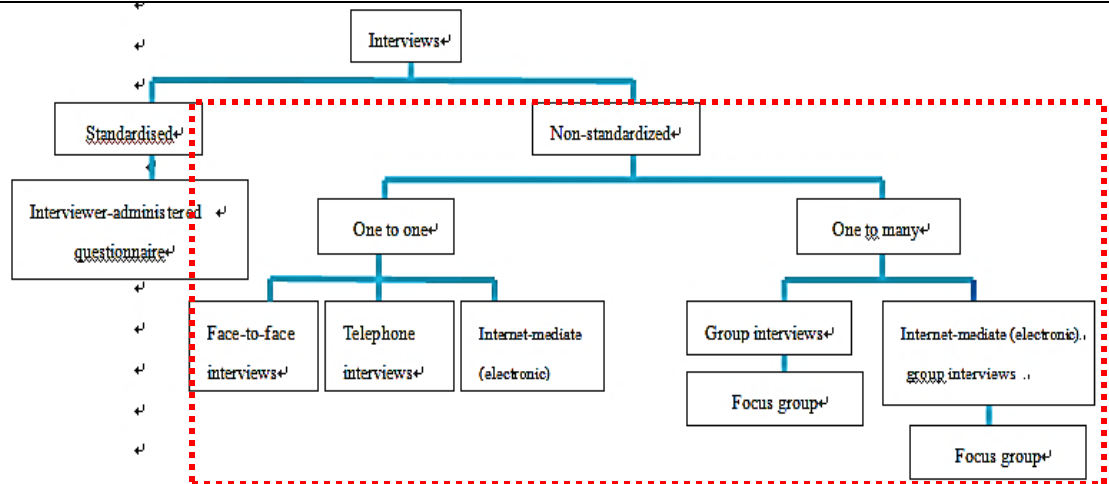 Interviews
Standardised
Non-standardized
Interviewer-administered
questionnaire
One to one
One to many
Face-to-face
interviews
Telephone
interviews
Internet-mediate
(electronic)
Group interviews
Internet-mediate (electronic).
group interviews ..
Focus group
Focus group